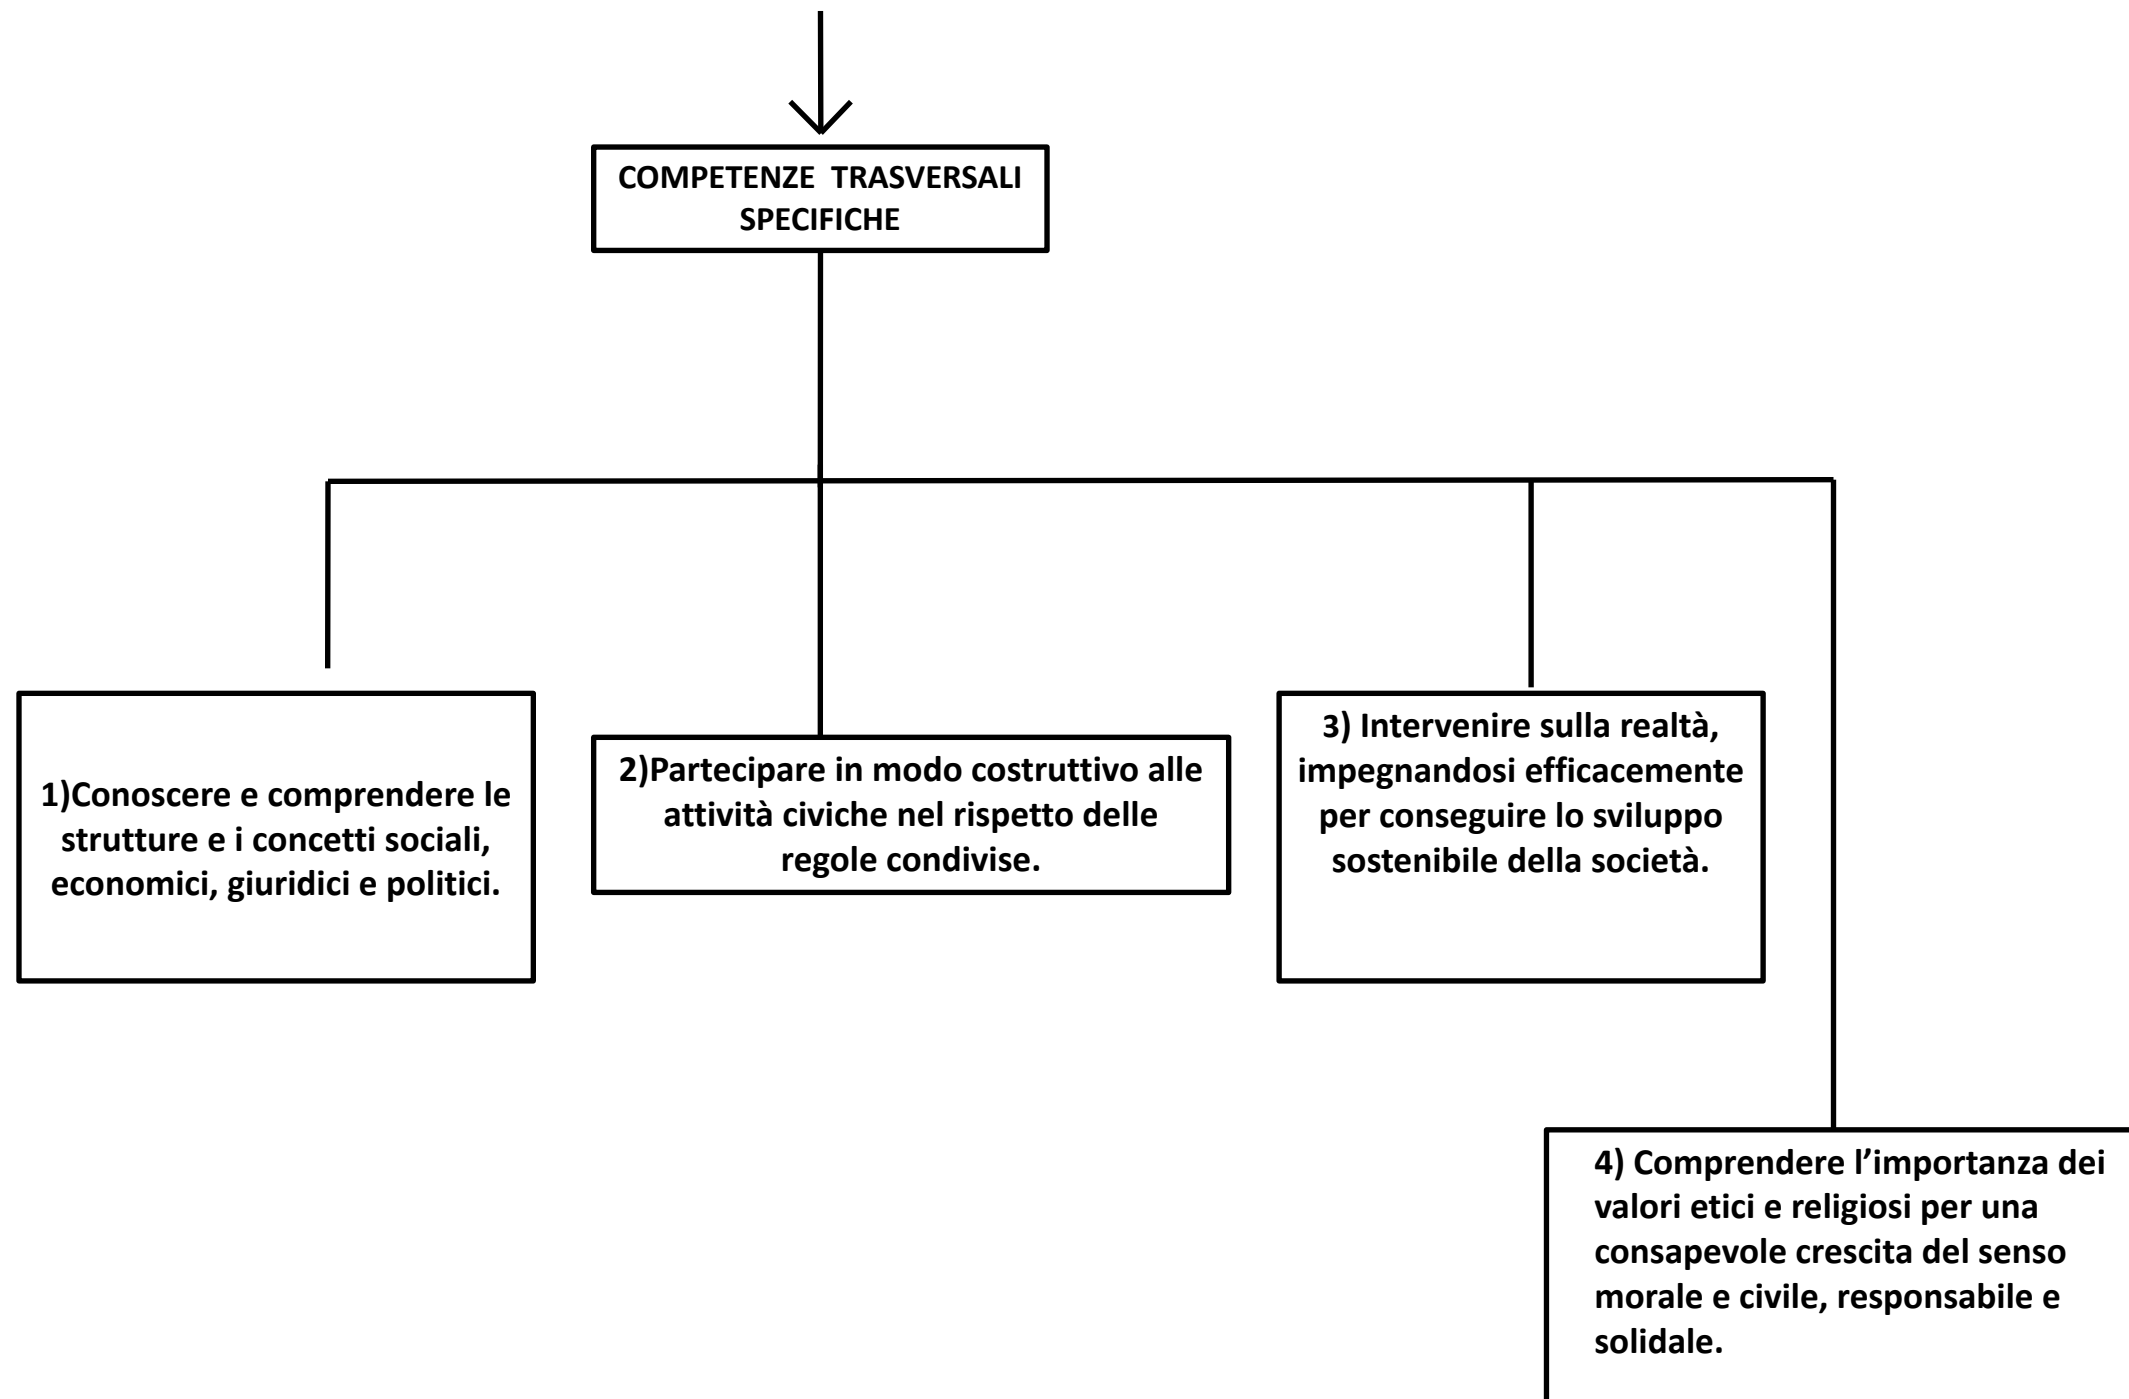 COMPETENZE  TRASVERSALI
SPECIFICHE
1)Conoscere e comprendere le
strutture e i concetti sociali,
economici, giuridici e politici.
2)Partecipare in modo costruttivo alle
attività civiche nel rispetto delle
regole condivise.
3) Intervenire sulla realtà,
impegnandosi efficacemente
per conseguire lo sviluppo
sostenibile della società.
4) Comprendere l’importanza dei
valori etici e religiosi per una
consapevole crescita del senso
morale e civile, responsabile e
solidale.